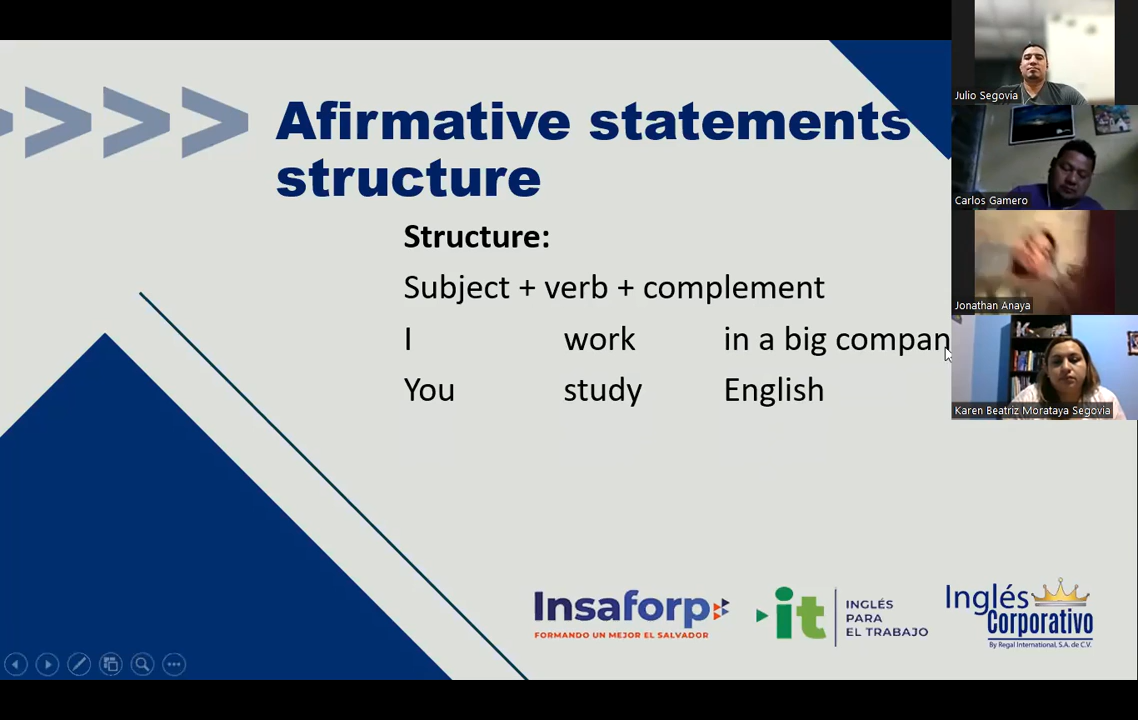 Afirmative statements
structure
Structure:
Subject + verb + complement
I work in a big compan
You study English
Julio Segovia
Carlos Gamero
Jonathan Anaya
Karen Beatriz Morataya Segovia
Insaforp
FORMANDO UN MEJOR EL SALVADOR
it
INGLÉS
PARA
EL TRABAJO
Inglés
Corporativo
By Regal International, S.A. de C.V.